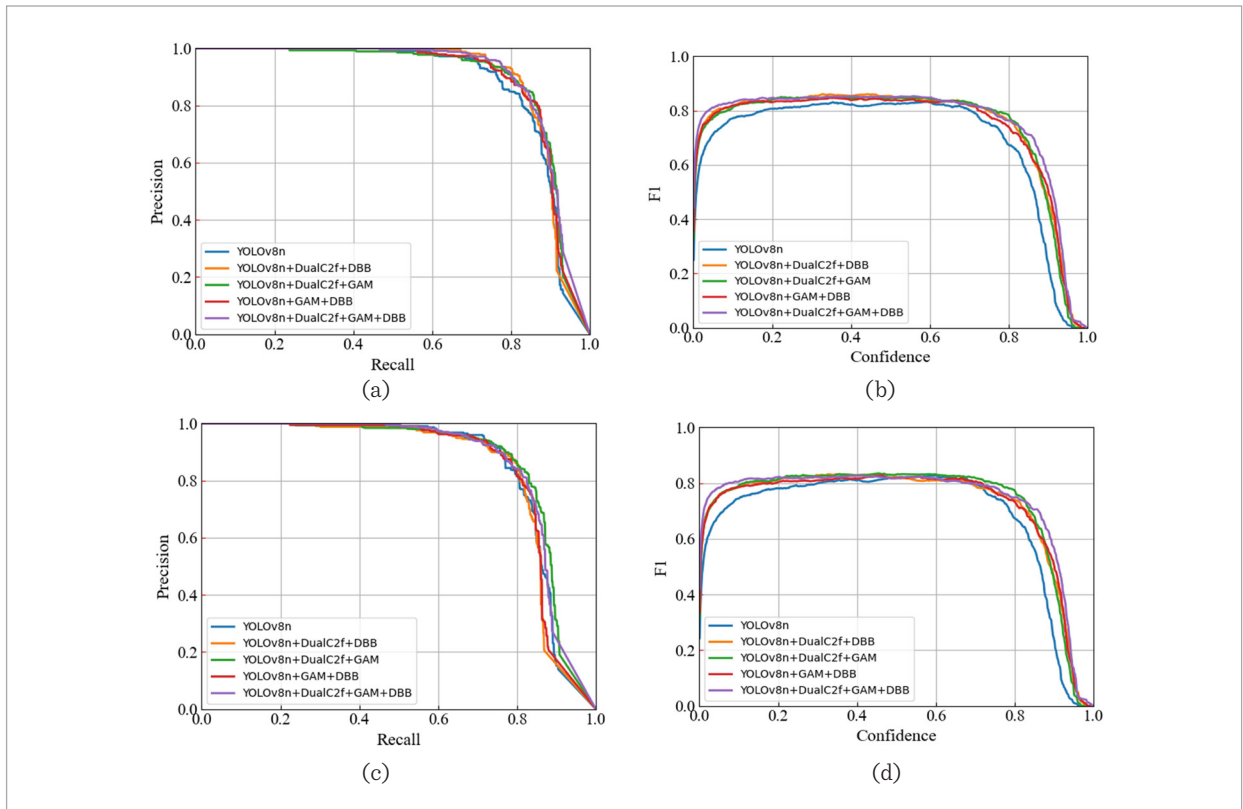 1.0
0.8
0.6
0.4
0.2
0.0
Precision
YOLOv8n
YOLOv8n+DualC2f+DBB
YOLOv8n+DualC2f+GAM
YOLOv8n+GAM+DBB
YOLOv8n+DualC2f+GAM+DBB
0.0 0.2 0.4 0.6 0.8 1.0
Recall
(a)
1.0
0.8
0.6
0.4
0.2
0.0
F1
YOLOv8n
YOLOv8n+DualC2f+DBB
YOLOv8n+DualC2f+GAM
YOLOv8n+GAM+DBB
YOLOv8n+DualC2f+GAM+DBB
0.0 0.2 0.4 0.6 0.8 1.0
Confidence
(b)
1.0
0.8
0.6
0.4
0.2
0.0
Precision
YOLOv8n
YOLOv8n+DualC2f+DBB
YOLOv8n+DualC2f+GAM
YOLOv8n+GAM+DBB
YOLOv8n+DualC2f+GAM+DBB
0.0 0.2 0.4 0.6 0.8 1.0
Recall
(c)
1.0
0.8
0.6
0.4
0.2
0.0
F1
YOLOv8n
YOLOv8n+DualC2f+DBB
YOLOv8n+DualC2f+GAM
YOLOv8n+GAM+DBB
YOLOv8n+DualC2f+GAM+DBB
0.0 0.2 0.4 0.6 0.8 1.0
Confidence
(d)